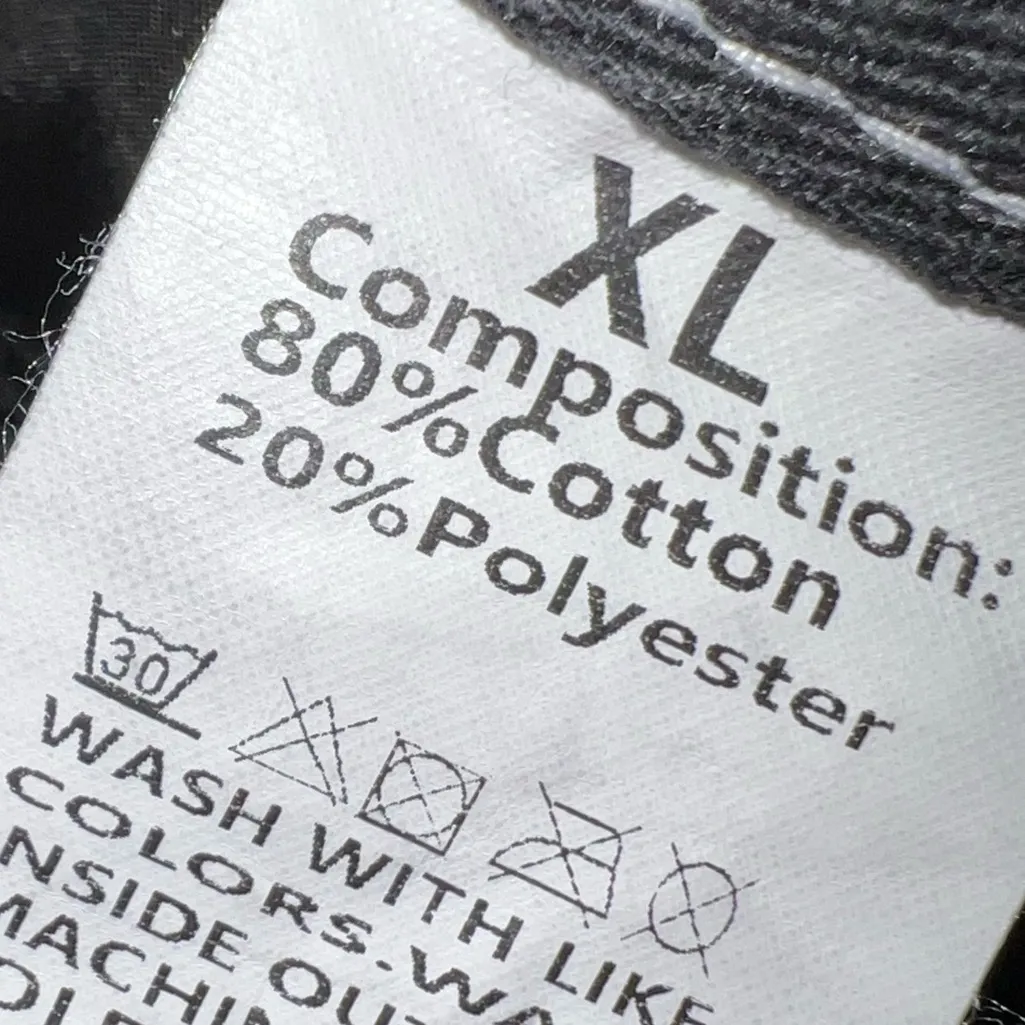 XL
Composition:
80%Cotton
20%Polyester
30
WASH WITH LIKE
COLORS.